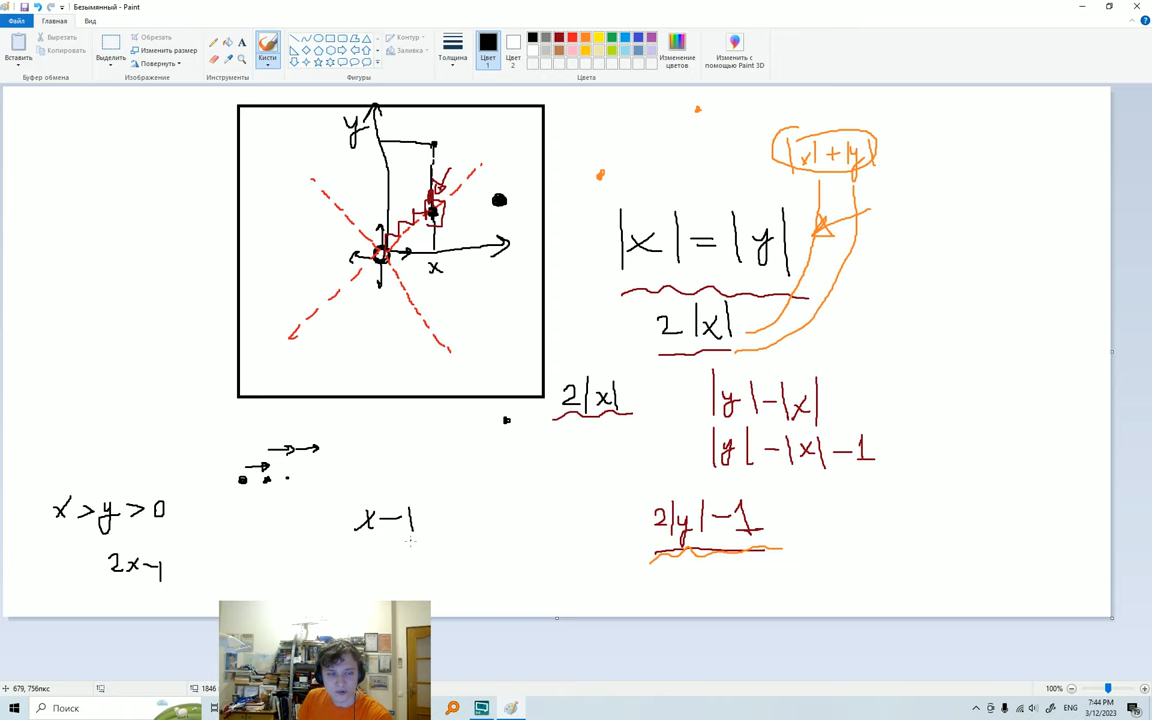 Безымянный - Paint
Файл Главная Вид
Вставить
Вырезать
Копировать
Буфер обмена
Выделить
Обрезать
Изменить размер
Повернуть
Изображение
Инструменты
Кисти
Контур
Заливка
Фигуры
Толщина
Цвет 1
Цвет 2
Изменение цветов
Цвета
Изменить с помощью Paint 3D
y
x
|x| + |y|
|x| = |y|
2|x|
2|x|
|y| - |x|
|y| - |x| - 1
x > y > 0
2x-1
x - 1
2|y| - 1
679, 756пкс
100%
Поиск
ENG
7:44 PM
3/12/2023